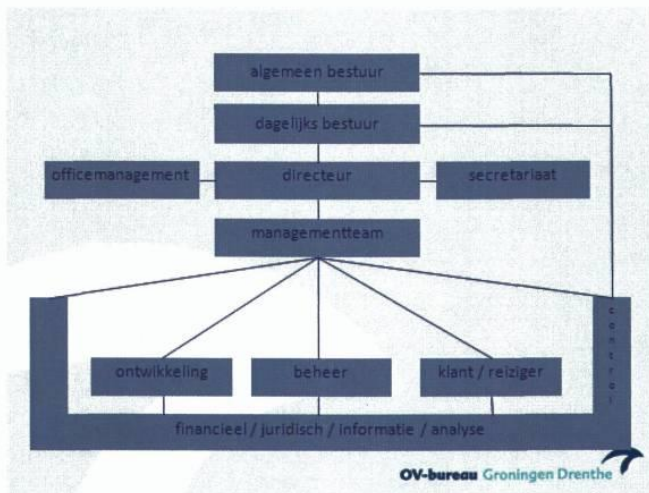 algemeen bestuur
dagelijks bestuur
officemanagement
directeur
secretariaat
managementteam
control
ontwikkeling
beheer
klant / reiziger
financieel / juridisch / informatie / analyse
OV-bureau Groningen Drenthe